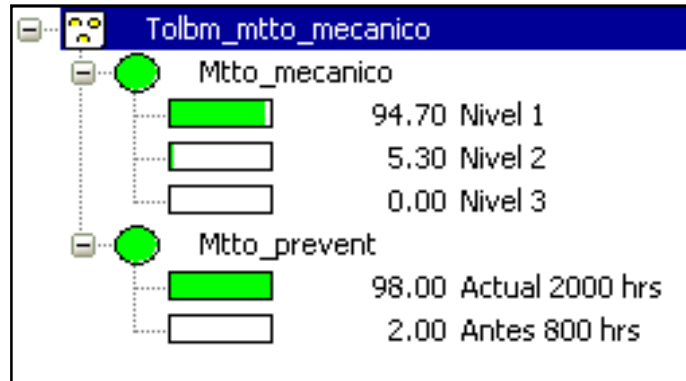 Tolbm_mtto_mecanico
Mtto_mecanico
94.70 Nivel 1
5.30 Nivel 2
0.00 Nivel 3
Mtto_prevent
98.00 Actual 2000 hrs
2.00 Antes 800 hrs